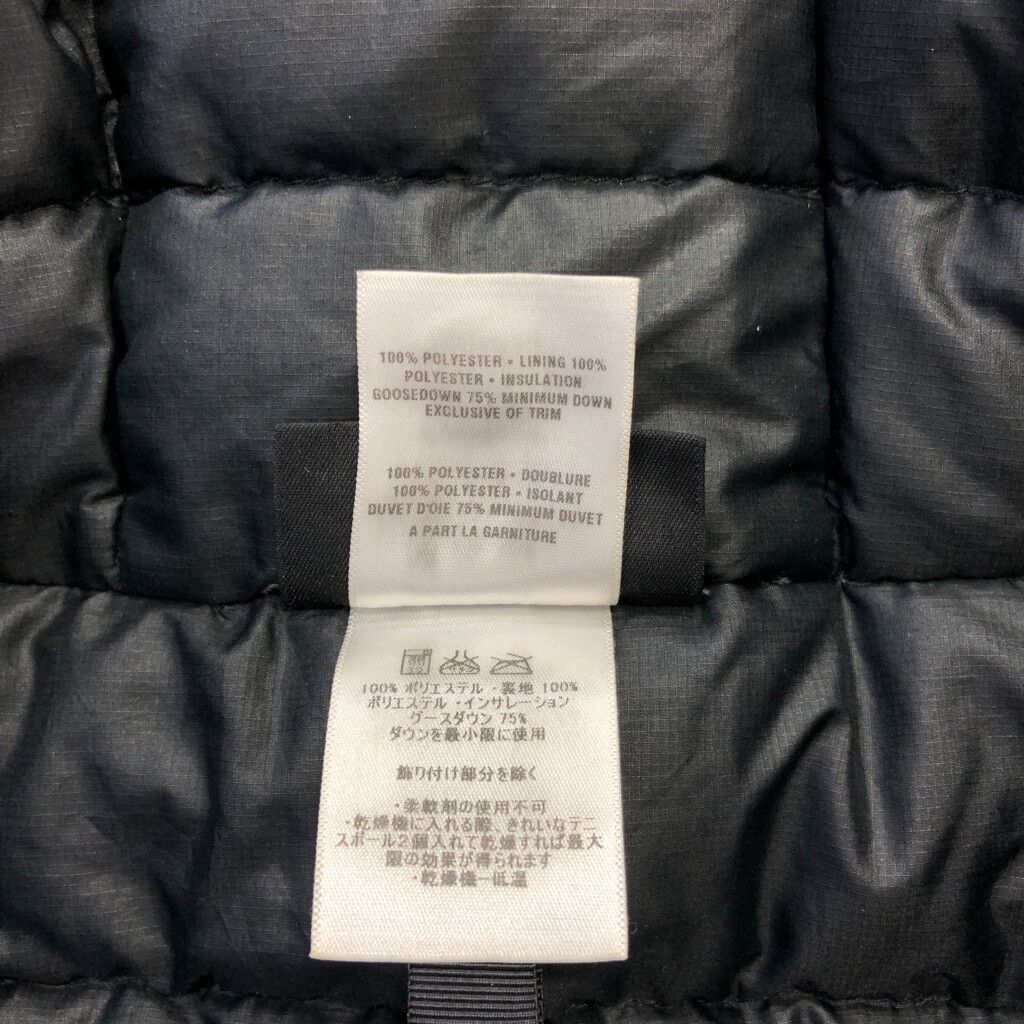 100% POLYESTER • LINING 100%
POLYESTER • INSULATION
GOOSEDOWN 75% MINIMUM DOWN
EXCLUSIVE OF TRIM
100% POLYESTER • DOUBLURE
100% POLYESTER • ISOLANT
DUVET D'OIE 75% MINIMUM DUVET
A PART LA GARNITURE
100% ポリエステル・裏地 100%
ポリエステル・インサレーション
グースダウン 75%
ダウンを最小限に使用
飾り付け部分を除く
・柔軟剤の使用不可
・乾燥機に入れる際、きれいなテニ
スボール2個入れて乾燥すれば最大
限の効果が得られます
・乾燥機ー低温